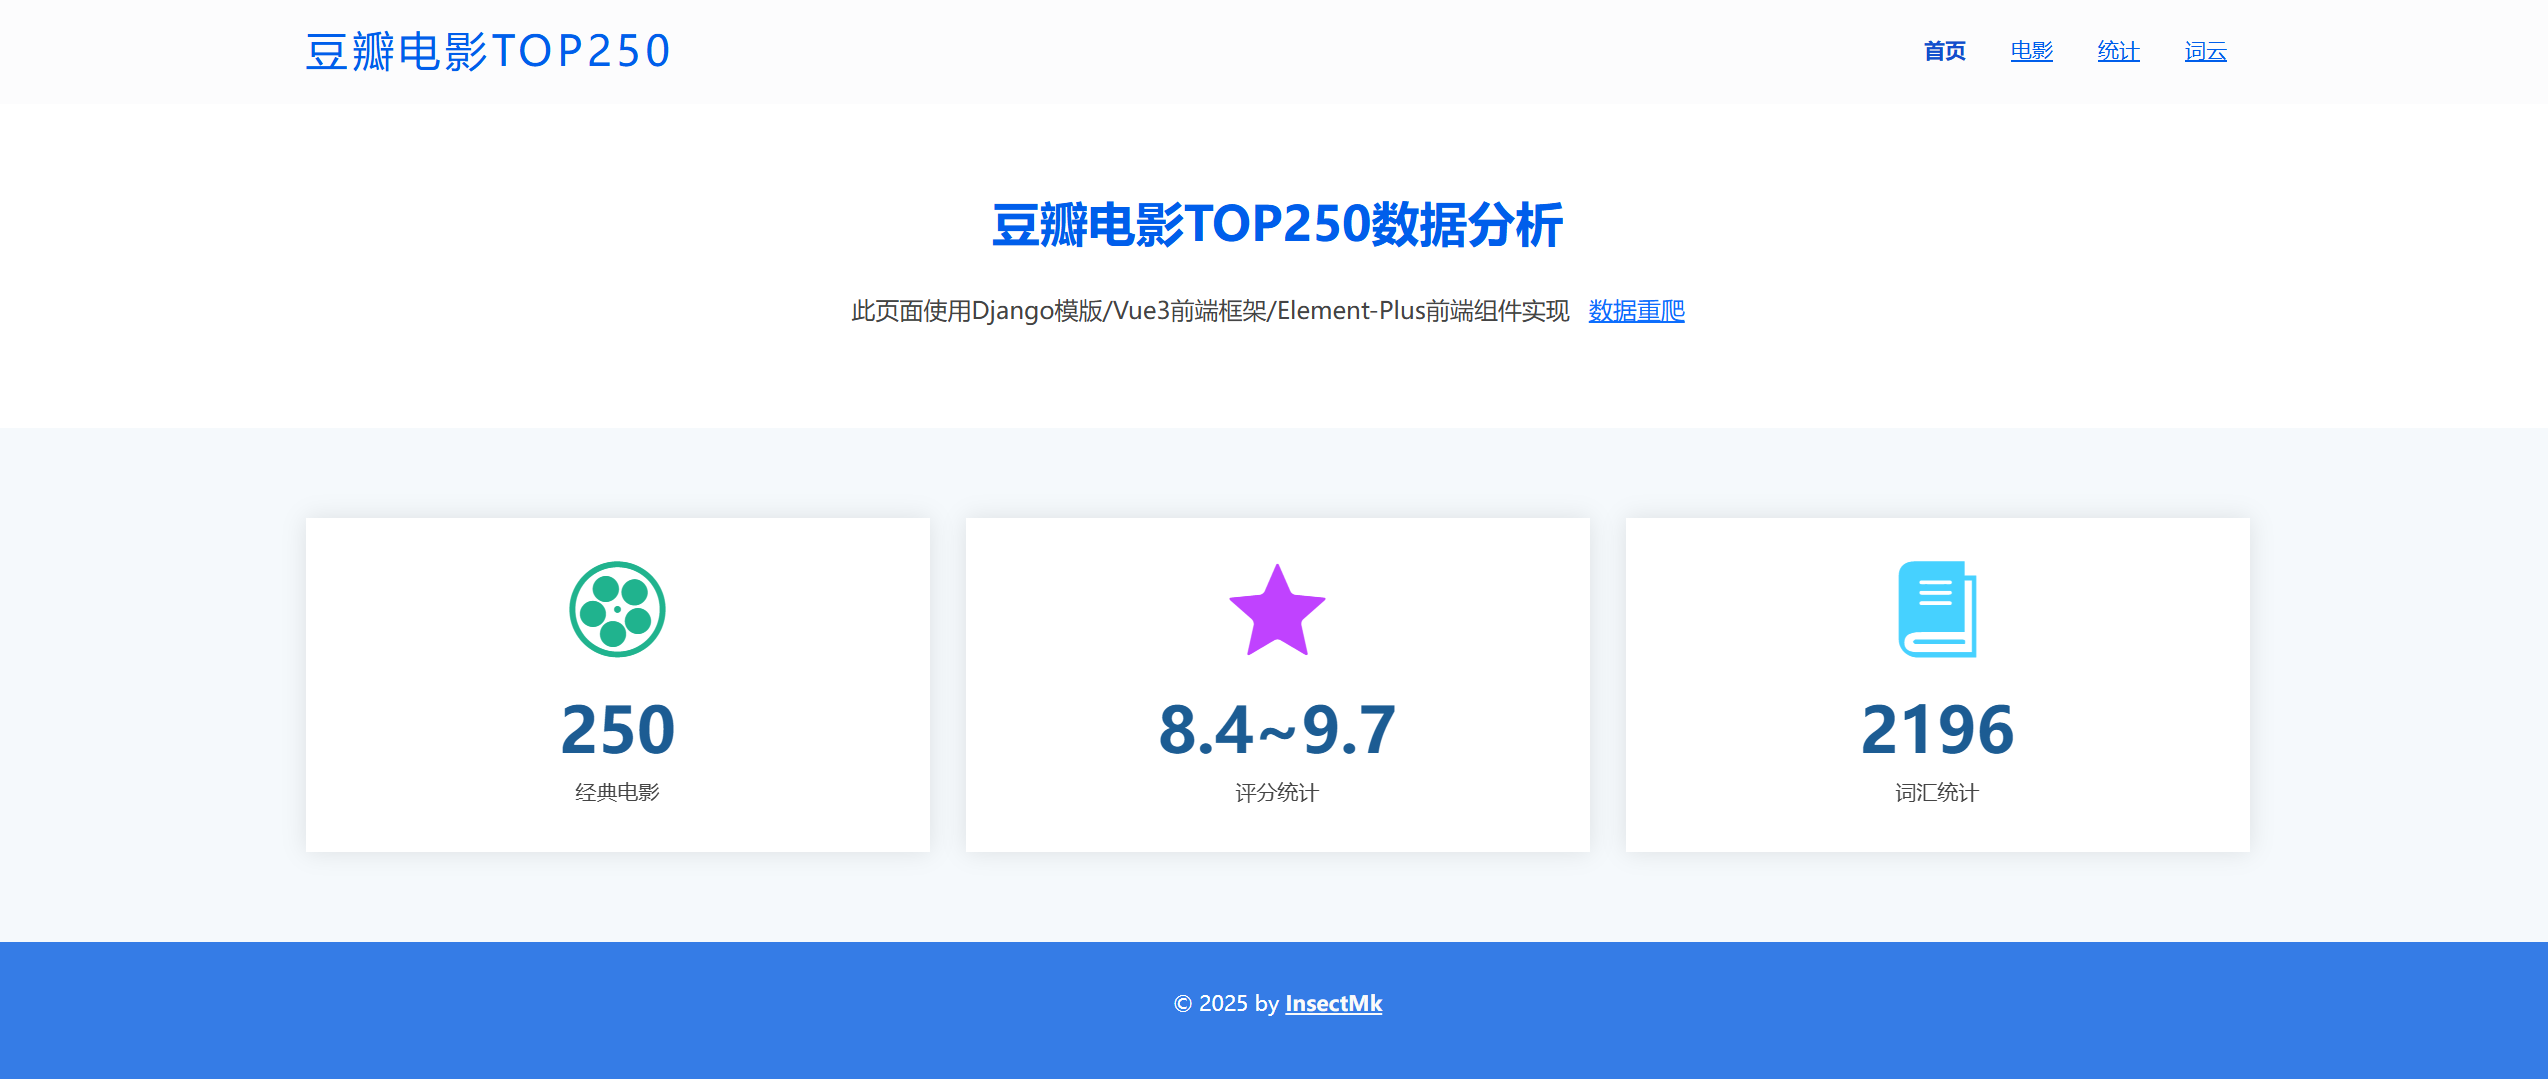 豆瓣电影TOP250
首页 电影 统计 词云
豆瓣电影TOP250数据分析
此页面使用Django模版/Vue3前端框架/Element-Plus前端组件实现 数据重爬
250
经典电影
8.4~9.7
评分统计
2196
词汇统计
© 2025 by InsectMk